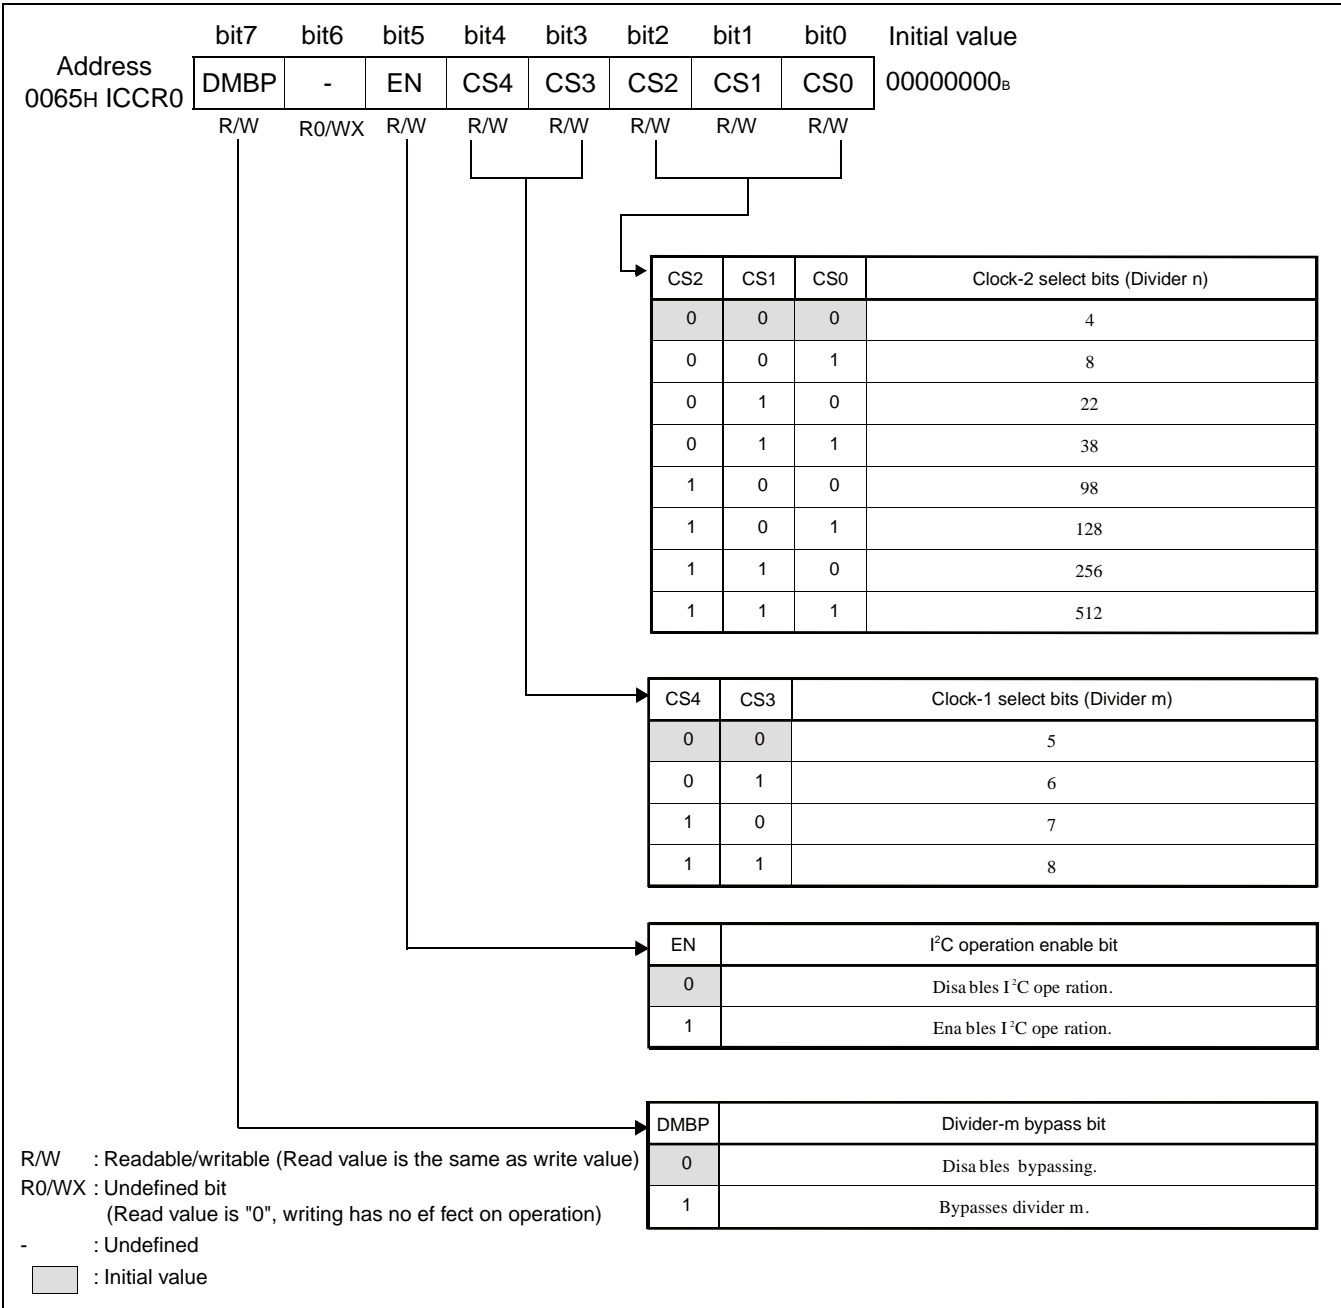 bit7 bit6 bit5 bit4 bit3 bit2 bit1 bit0 Initial value
Address
0065H ICCR0 DMBP - EN CS4 CS3 CS2 CS1 CS0 00000000B
R/W R0/WX R/W R/W R/W R/W R/W R/W
CS2 CS1 CS0 Clock-2 select bits (Divider n)
0 0 0 4
0 0 1 8
0 1 0 22
0 1 1 38
1 0 0 98
1 0 1 128
1 1 0 256
1 1 1 512
CS4 CS3 Clock-1 select bits (Divider m)
0 0 5
0 1 6
1 0 7
1 1 8
EN I²C operation enable bit
0 Disa bles I²C ope ration.
1 Ena bles I²C ope ration.
DMBP Divider-m bypass bit
0 Disa bles bypassing.
1 Bypasses divider m.
R/W : Readable/writable (Read value is the same as write value)
R0/WX : Undefined bit
(Read value is "0", writing has no ef fect on operation)
- : Undefined
: Initial value